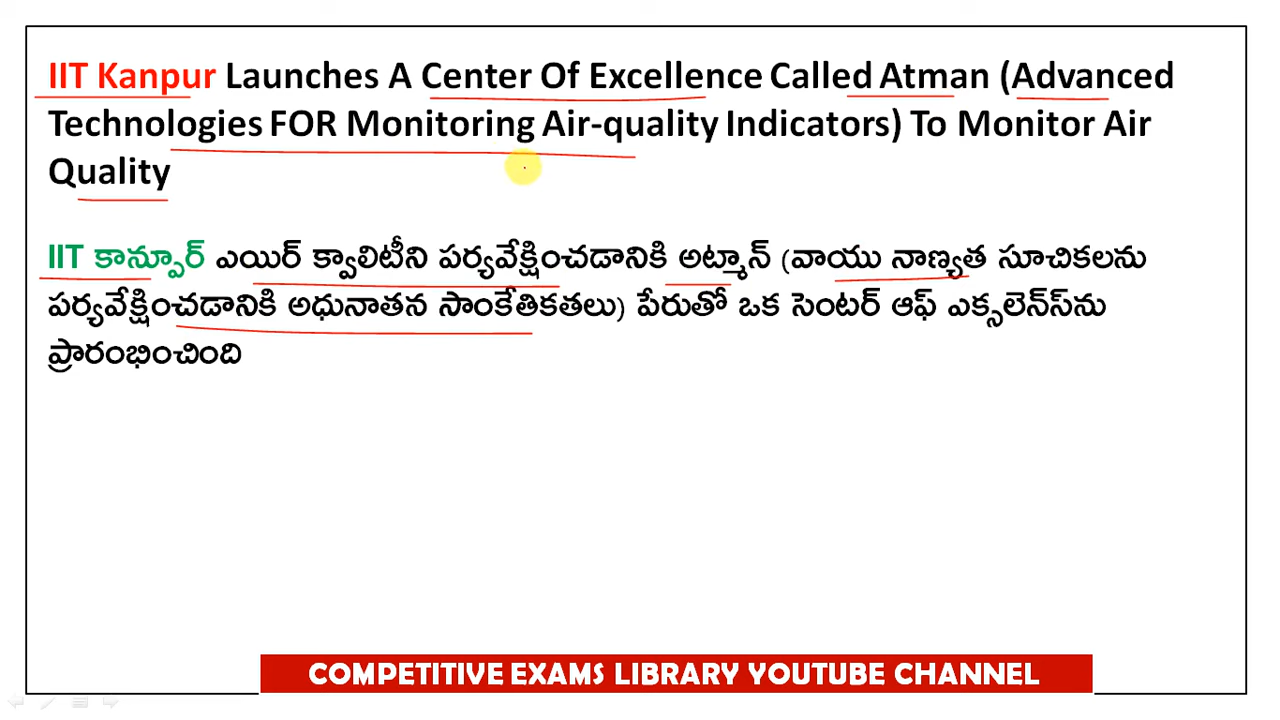 IIT Kanpur Launches A Center Of Excellence Called Atman (Advanced
Technologies FOR Monitoring Air-quality Indicators) To Monitor Air
Quality
IIT కాన్పూర్ ఎయిర్ క్వాలిటీని పర్యవేక్షించడానికి అట్మాన్ (వాయు నాణ్యత సూచికలను
పర్యవేక్షించడానికి అధునాతన సాంకేతికతలు) పేరుతో ఒక సెంటర్ ఆఫ్ ఎక్సలెన్స్‌ను
ప్రారంభించింది
COMPETITIVE EXAMS LIBRARY YOUTUBE CHANNEL